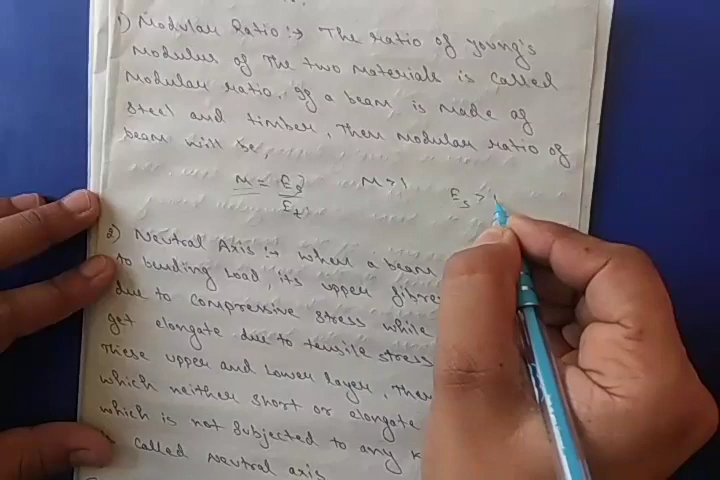 1) Modular Ratio :→ The ratio of young's
modulus of The two materials is called
modular ratio. If a beam is made of
steel and timber, Then modular ratio of
beam will be,
M = Es M>1 Es >
Et
2) Neutral Axis :→ when a beam
to bending load, its upper fibre
due to compressive stress while
get elongate due to tensile stress
These upper and Lower layer, Ther
which neither short or elongate
which is not subjected to any k
is called Neutral axis